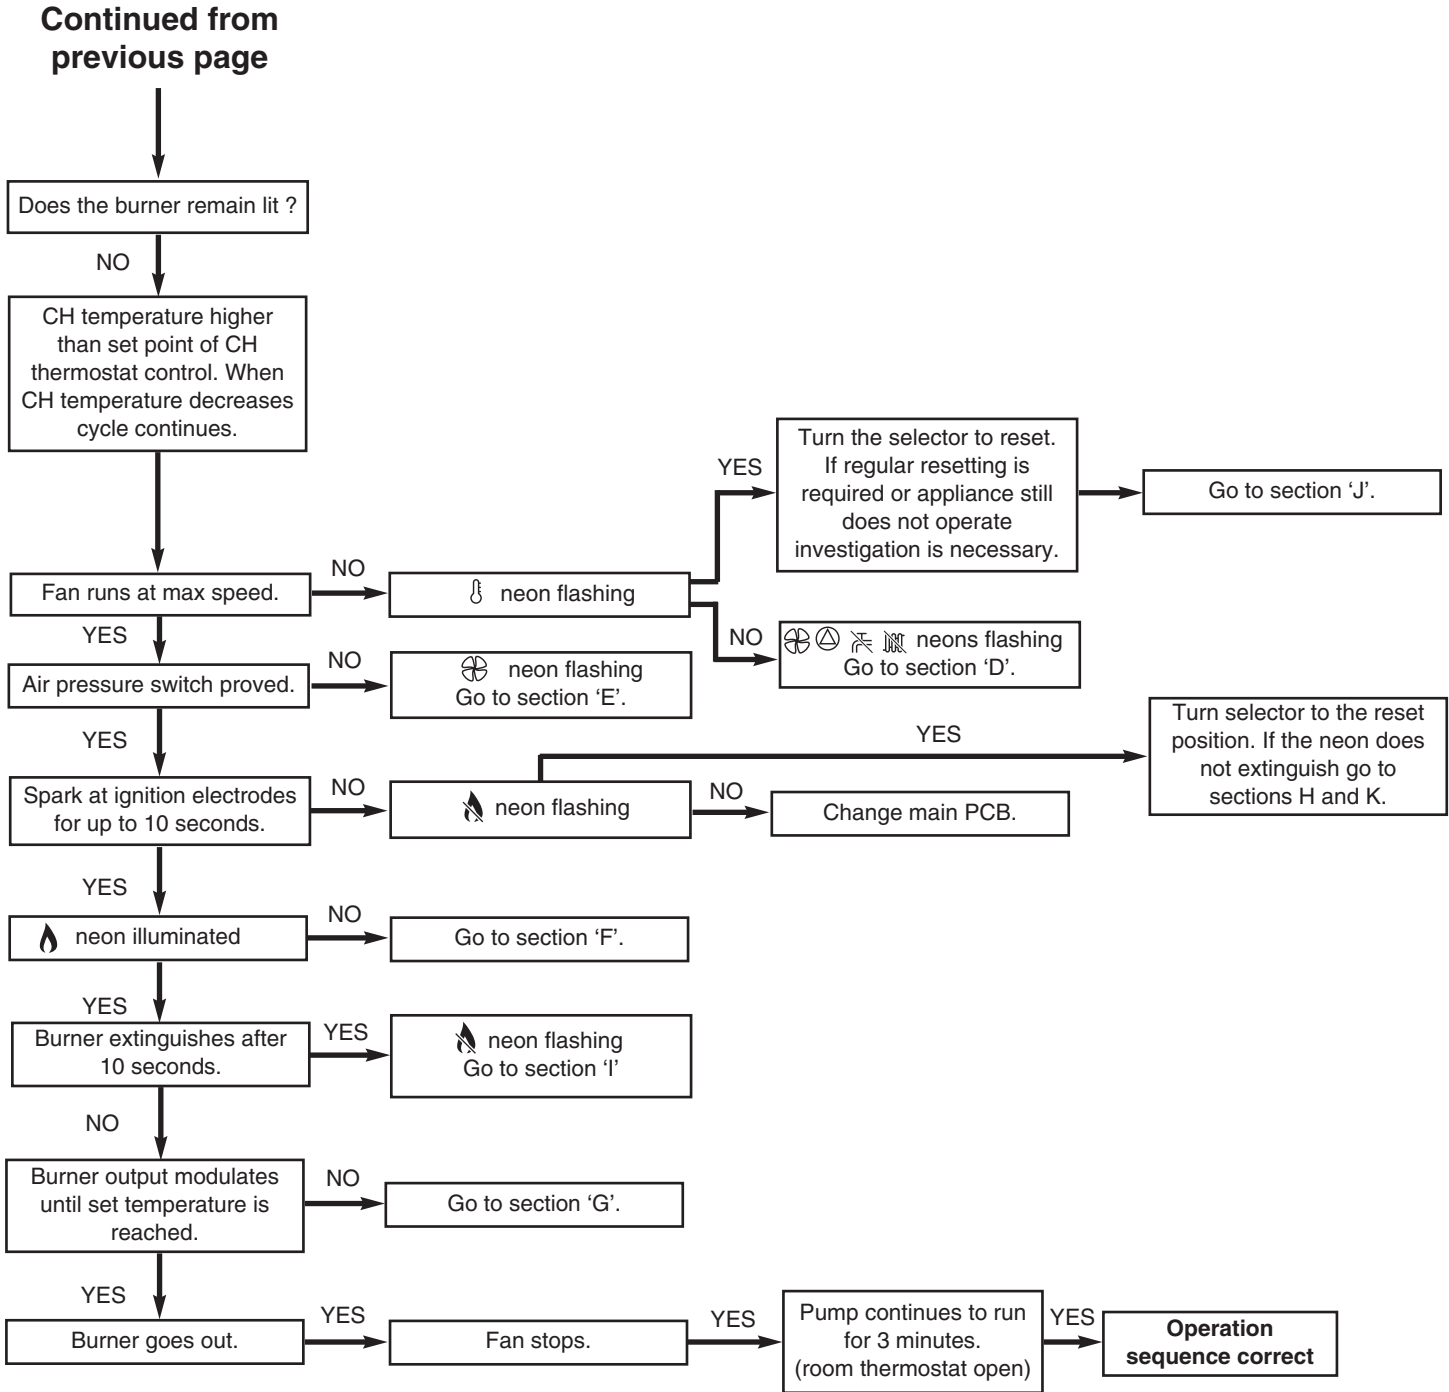 Continued from
previous page
Does the burner remain lit ?
NO
CH temperature higher
than set point of CH
thermostat control. When
CH temperature decreases
cycle continues.
Fan runs at max speed.
NO
neon flashing
YES
Turn the selector to reset.
If regular resetting is
required or appliance still
does not operate
investigation is necessary.
Go to section ‘J’.
NO
neons flashing
Go to section ‘D’.
YES
Air pressure switch proved.
NO
neon flashing
Go to section ‘E’.
YES
Spark at ignition electrodes
for up to 10 seconds.
NO
neon flashing
YES
Turn selector to the reset
position. If the neon does
not extinguish go to
sections H and K.
NO
Change main PCB.
YES
neon illuminated
NO
Go to section ‘F’.
YES
Burner extinguishes after
10 seconds.
YES
neon flashing
Go to section ‘I’
NO
Burner output modulates
until set temperature is
reached.
NO
Go to section ‘G’.
YES
Burner goes out.
YES
Fan stops.
YES
Pump continues to run
for 3 minutes.
(room thermostat open)
YES
Operation
sequence correct